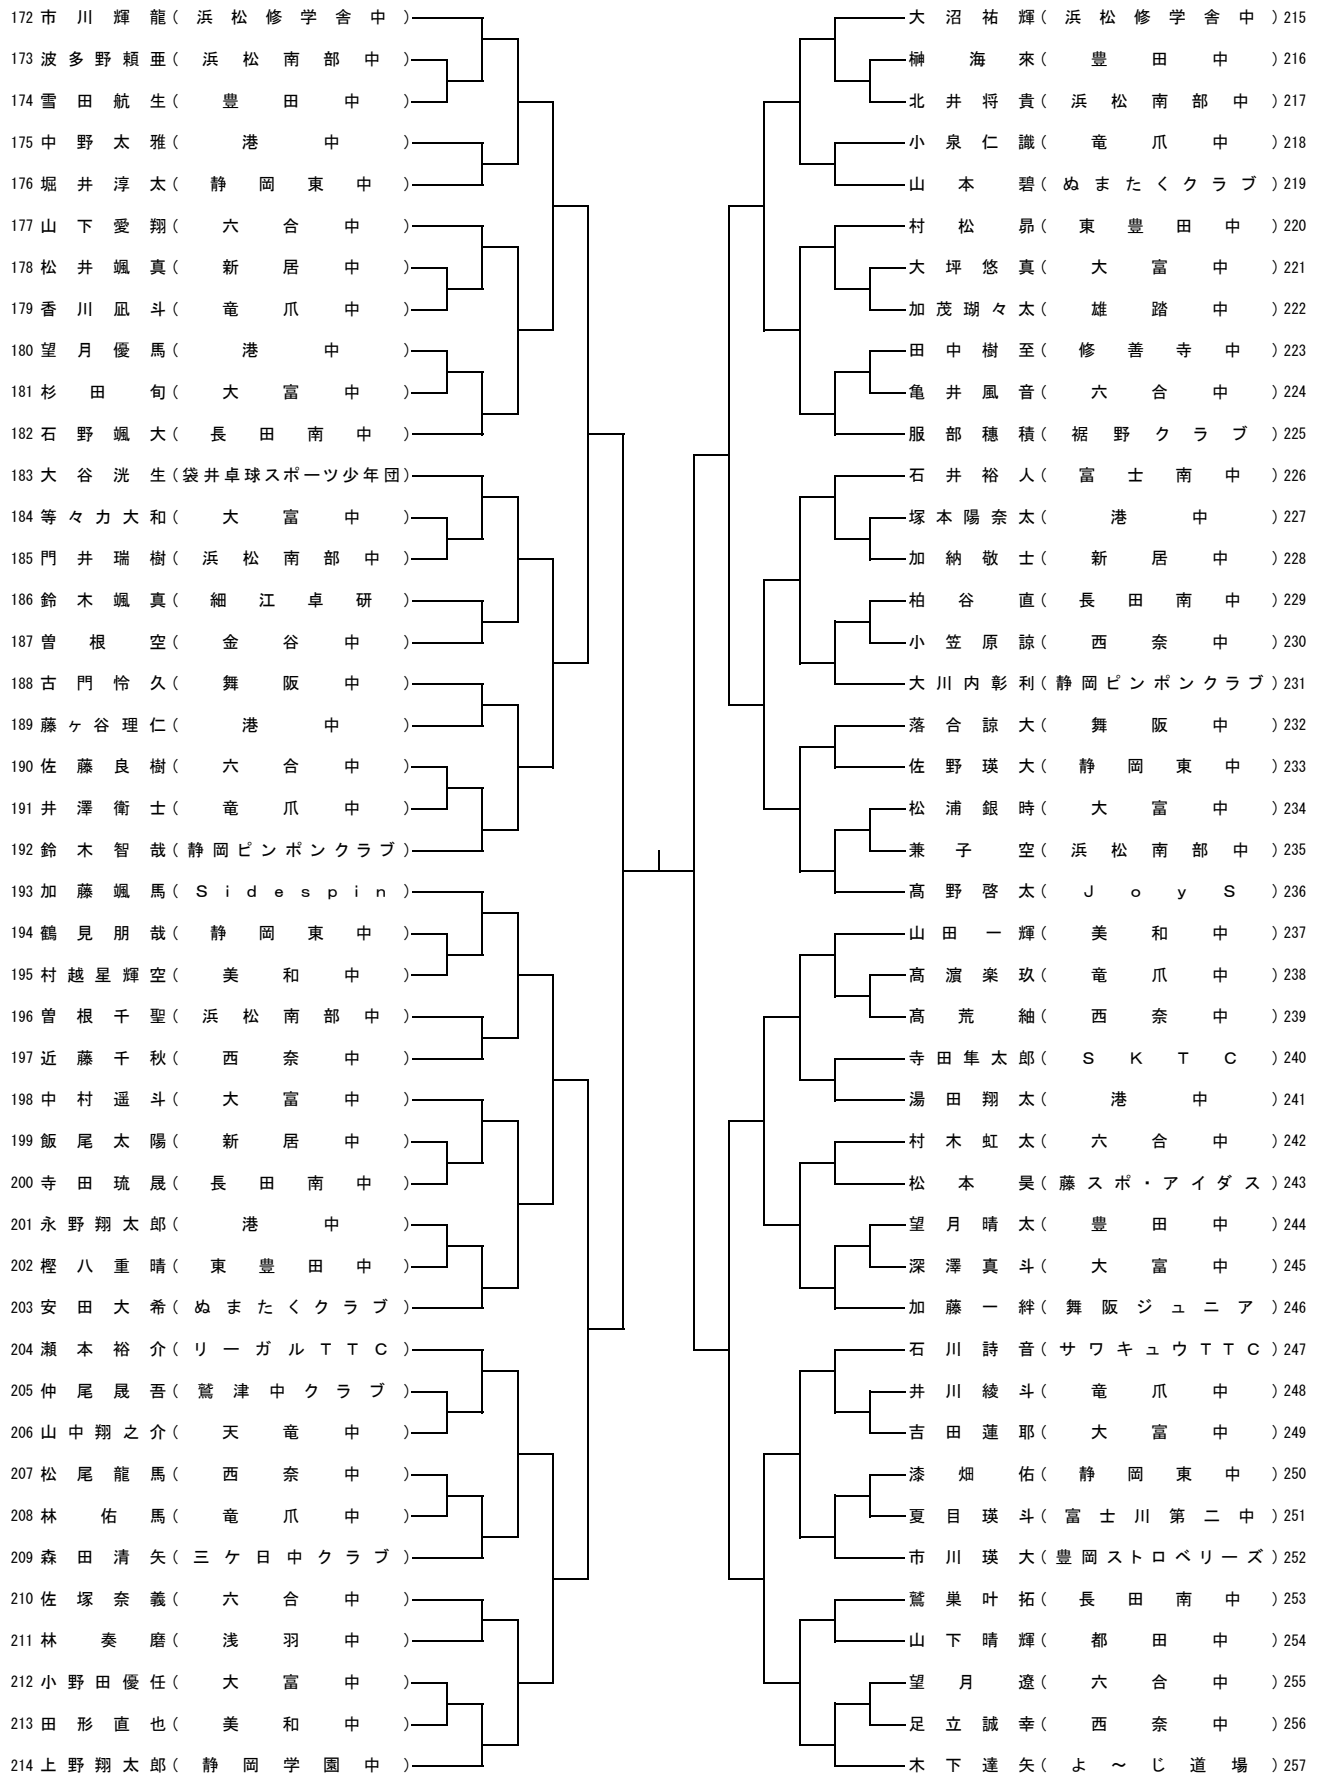 172 市川輝龍(浜松修学舎中)
173 波多野頼亜(浜松南部中)
174 雪田航生(豊田中)
175 中野太雅(港中)
176 堀井淳太(静岡東中)
177 山下愛翔(六合中)
178 松井颯真(新居中)
179 香川凪斗(竜爪中)
180 望月優馬(港中)
181 杉田旬(大富中)
182 石野颯大(長田南中)
183 大谷洸生(袋井卓球スポーツ少年団)
184 等々力大和(大富中)
185 門井瑞樹(浜松南部中)
186 鈴木颯真(細江卓研)
187 曽根空(金谷中)
188 古門怜久(舞阪中)
189 藤ヶ谷理仁(港中)
190 佐藤良樹(六合中)
191 井澤衛士(竜爪中)
192 鈴木智哉(静岡ピンポンクラブ)
193 加藤颯馬(Sidespin)
194 鶴見朋哉(静岡東中)
195 村越星輝空(美和中)
196 曽根千聖(浜松南部中)
197 近藤千秋(西奈中)
198 中村遥斗(大富中)
199 飯尾太陽(新居中)
200 寺田琉晟(長田南中)
201 永野翔太郎(港中)
202 樫八重晴(東豊田中)
203 安田大希(ぬまたくクラブ)
204 瀬本裕介(リーガルTTC)
205 仲尾晟吾(鷲津中クラブ)
206 山中翔之介(天竜中)
207 松尾龍馬(西奈中)
208 林佑馬(竜爪中)
209 森田清矢(三ケ日中クラブ)
210 佐塚奈義(六合中)
211 林奏磨(浅羽中)
212 小野田優任(大富中)
213 田形直也(美和中)
214 上野翔太郎(静岡学園中)
大沼祐輝(浜松修学舎中)215
榊海來(豊田中)216
北井将貴(浜松南部中)217
小泉仁識(竜爪中)218
山本碧(ぬまたくクラブ)219
村松昴(東豊田中)220
大坪悠真(大富中)221
加茂瑚々太(雄踏中)222
田中樹至(修善寺中)223
亀井風音(六合中)224
服部穂積(裾野クラブ)225
石井裕人(富士南中)226
塚本陽奈太(港中)227
加納敬士(新居中)228
柏谷直(長田南中)229
小笠原諒(西奈中)230
大川内彰利(静岡ピンポンクラブ)231
落合諒大(舞阪中)232
佐野瑛大(静岡東中)233
松浦銀時(大富中)234
兼子空(浜松南部中)235
髙野啓太(JoyS)236
山田一輝(美和中)237
髙濵楽玖(竜爪中)238
髙荒紬(西奈中)239
寺田隼太郎(SKTC)240
湯田翔太(港中)241
村木虹太(六合中)242
松本昊(藤スポ・アイダス)243
望月晴太(豊田中)244
深澤真斗(大富中)245
加藤一絆(舞阪ジュニア)246
石川詩音(サワキュウTTC)247
井川綾斗(竜爪中)248
吉田蓮耶(大富中)249
漆畑佑(静岡東中)250
夏目瑛斗(富士川第二中)251
市川瑛大(豊岡ストロベリーズ)252
鷲巣叶拓(長田南中)253
山下晴輝(都田中)254
望月遼(六合中)255
足立誠幸(西奈中)256
木下達矢(よ～じ道場)257